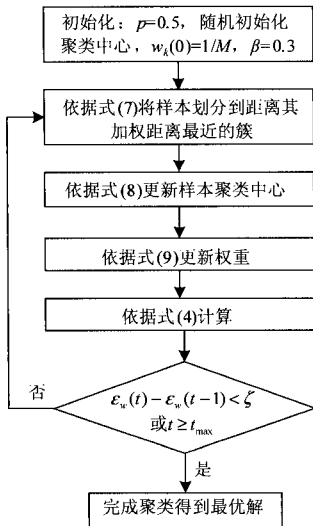 初始化：p=0.5，随机初始化
聚类中心，w_k(0)=1/M，β=0.3
依据式(7)将样本划分到距离其
加权距离最近的簇
依据式(8)更新样本聚类中心
依据式(9)更新权重
依据式(4)计算
否
ε_w(t)−ε_w(t−1)<ζ
或t≥t_max
是
完成聚类得到最优解